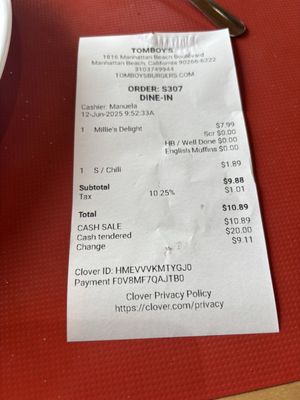 TOMBOY'S
1816 Manhattan Beach Boulevard
Manhattan Beach, California 90266-6222
3103749944
TOMBOYSBURGERS.COM
ORDER: S307
DINE-IN
Cashier: Manuela
12-Jun-2025 9:52:33A
1 Millie's Delight $7.99
Scr $0.00
HB / Well Done $0.00
English Muffins $0.00
1 S / Chili $1.89
Subtotal $9.88
Tax 10.25% $1.01
Total $10.89
CASH SALE $10.89
Cash tendered $20.00
Change $9.11
Clover ID: HMEVVVKMTYGJ0
Payment F0V8MF7QAJTB0
Clover Privacy Policy
https://clover.com/privacy